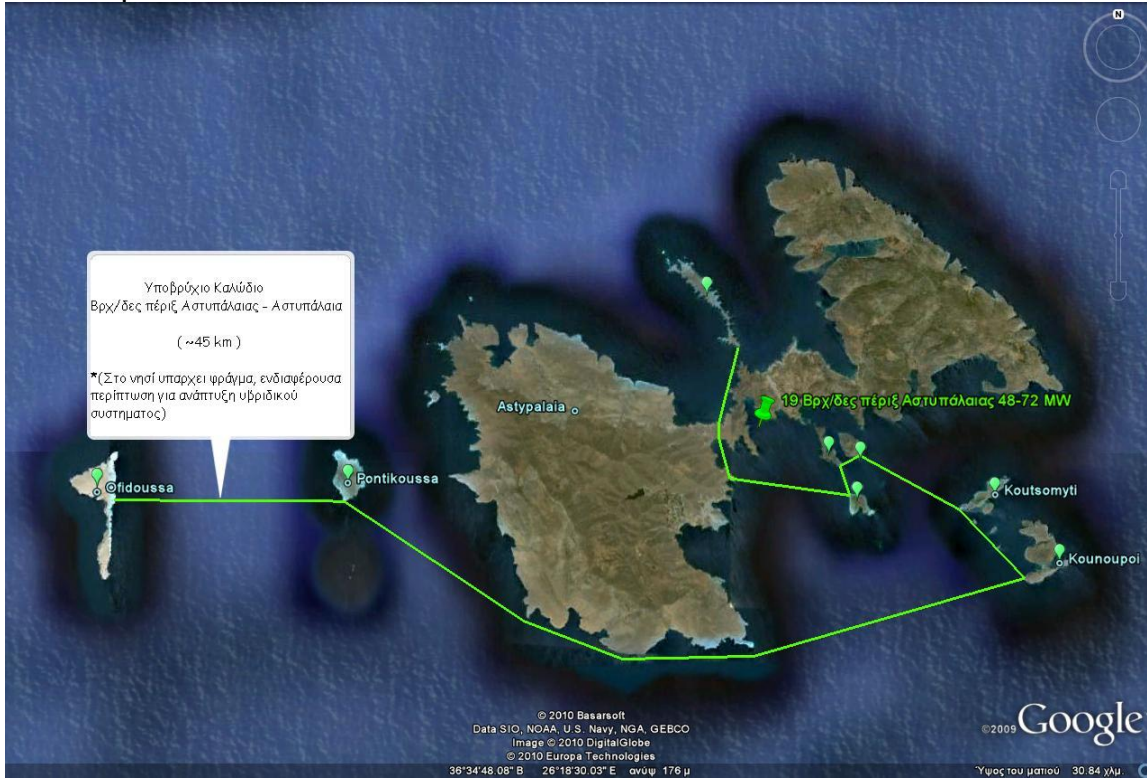 N
Υποβρύχιο Καλώδιο
Βρχ/δες πέριξ Αστυπάλαιας - Αστυπάλαια
( ~45 km )
*(Στο νησί υπαρχει φράγμα, ενδιαφέρουσα
περίπτωση για ανάπτυξη υβριδικού
συστηματος)
Astypalaia
19 Βρχ/δες πέριξ Αστυπάλαιας 48-72 MW
Ofidoussa
Pontikoussa
Koutsomyti
Kounoupoi
© 2010 Basarsoft
Data SIO, NOAA, U.S. Navy, NGA, GEBCO
Image © 2010 DigitalGlobe
© 2010 Europa Technologies
©2009 Google
36°34'48.08" Β 26°18'30.03" Ε ανύψ 176 μ
Ύψος του ματιού 30.84 χλμ.